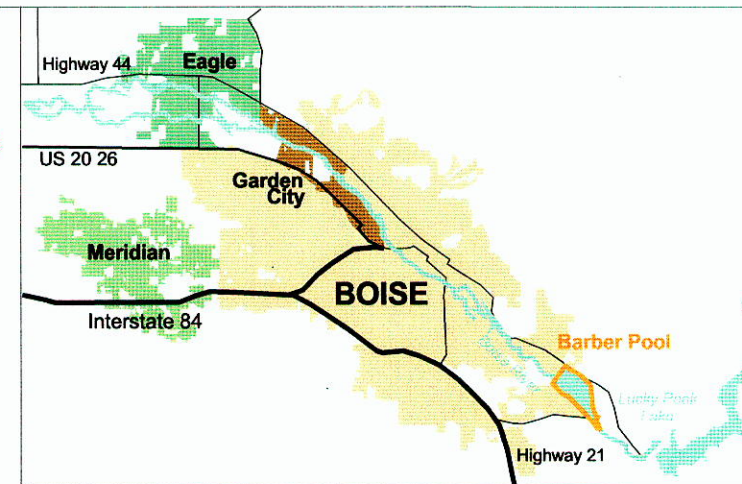 Highway 44
Eagle
US 20 26
Garden
City
Meridian
BOISE
Interstate 84
Barber Pool
Lucky Peak
Lake
Highway 21